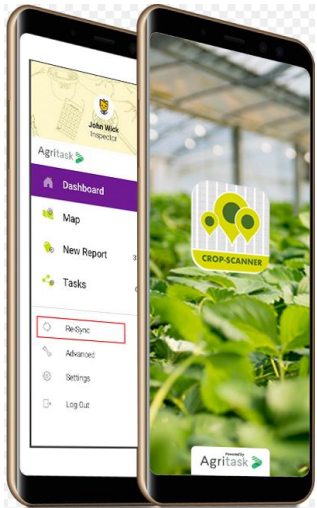 John Wick
Inspector
Agritask
Dashboard
Map
New Report
Tasks
Re-Sync
Advanced
Settings
Log Out
CROP-SCANNER
Powered by
Agritask